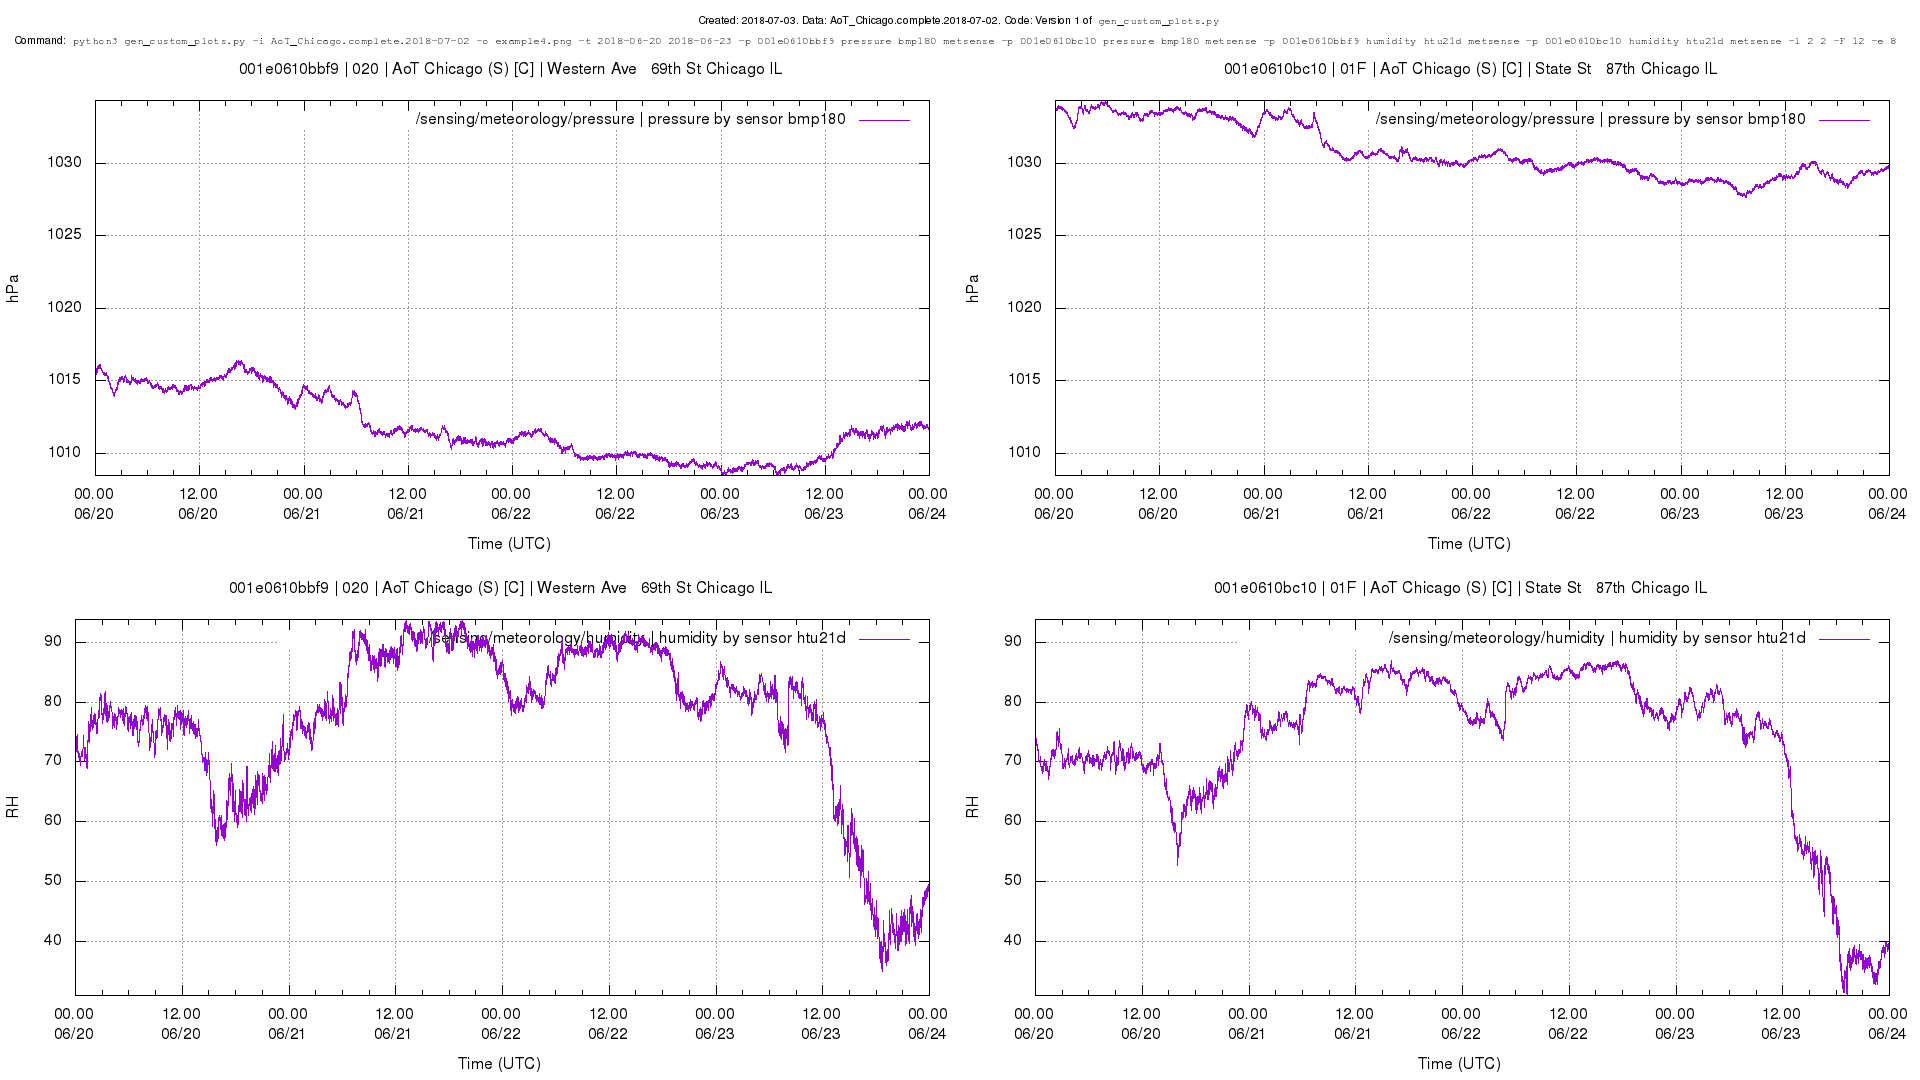 Created: 2018-07-03. Data: AoT_Chicago.complete.2018-07-02. Code: Version 1 of gen_custom_plots.py
Command: python3 gen_custom_plots.py -i AoT_Chicago.complete.2018-07-02 -o example4.png -t 2018-06-20 2018-06-23 -p 001e0610bbf9 pressure bmp180 metsense -p 001e0610bc10 pressure bmp180 metsense -p 001e0610bbf9 humidity htu21d metsense -p 001e0610bc10 humidity htu21d metsense -l 2 2 -F 12 -e 8
001e0610bbf9 | 020 | AoT Chicago (S) [C] | Western Ave 69th St Chicago IL
/sensing/meteorology/pressure | pressure by sensor bmp180
1030
1025
1020
1015
1010
hPa
00.00 12.00 00.00 12.00 00.00 12.00 00.00 12.00 00.00
06/20 06/20 06/21 06/21 06/22 06/22 06/23 06/23 06/24
Time (UTC)
001e0610bc10 | 01F | AoT Chicago (S) [C] | State St 87th Chicago IL
/sensing/meteorology/pressure | pressure by sensor bmp180
1030
1025
1020
1015
1010
hPa
00.00 12.00 00.00 12.00 00.00 12.00 00.00 12.00 00.00
06/20 06/20 06/21 06/21 06/22 06/22 06/23 06/23 06/24
Time (UTC)
001e0610bbf9 | 020 | AoT Chicago (S) [C] | Western Ave 69th St Chicago IL
/sensing/meteorology/humidity | humidity by sensor htu21d
90
80
70
60
50
40
RH
00.00 12.00 00.00 12.00 00.00 12.00 00.00 12.00 00.00
06/20 06/20 06/21 06/21 06/22 06/22 06/23 06/23 06/24
Time (UTC)
001e0610bc10 | 01F | AoT Chicago (S) [C] | State St 87th Chicago IL
/sensing/meteorology/humidity | humidity by sensor htu21d
90
80
70
60
50
40
RH
00.00 12.00 00.00 12.00 00.00 12.00 00.00 12.00 00.00
06/20 06/20 06/21 06/21 06/22 06/22 06/23 06/23 06/24
Time (UTC)